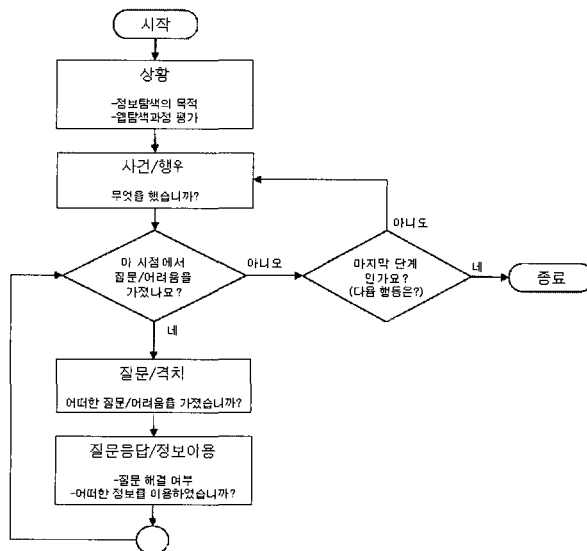 시작
상황
-정보탐색의 목적
-웹탐색과정 평가
사건/행우
무엇을 했습니까?
아니도
마 시점에서
질문/어려움을
가졌나요?
아니오
마지막 단계
인가요?
(다음 행동은?)
네
종료
네
질문/격차
어떠한 질문/어려움을 가졌습니까?
질문응답/정보이용
-질문 해결 여부
-어떠한 정보를 이용하였습니까?